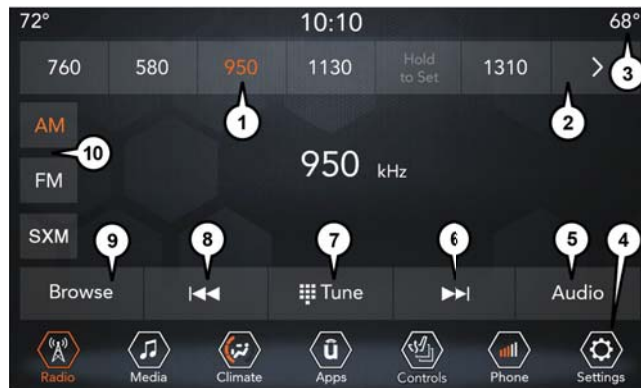 72° 10:10 68°
760 580 950 1130 Hold to Set 1310 >
1 2 3
AM
10
950 kHz
FM
SXM
9 8 7 6 5 4
Browse Tune Audio
û
Radio Media Climate Apps Controls Phone Settings